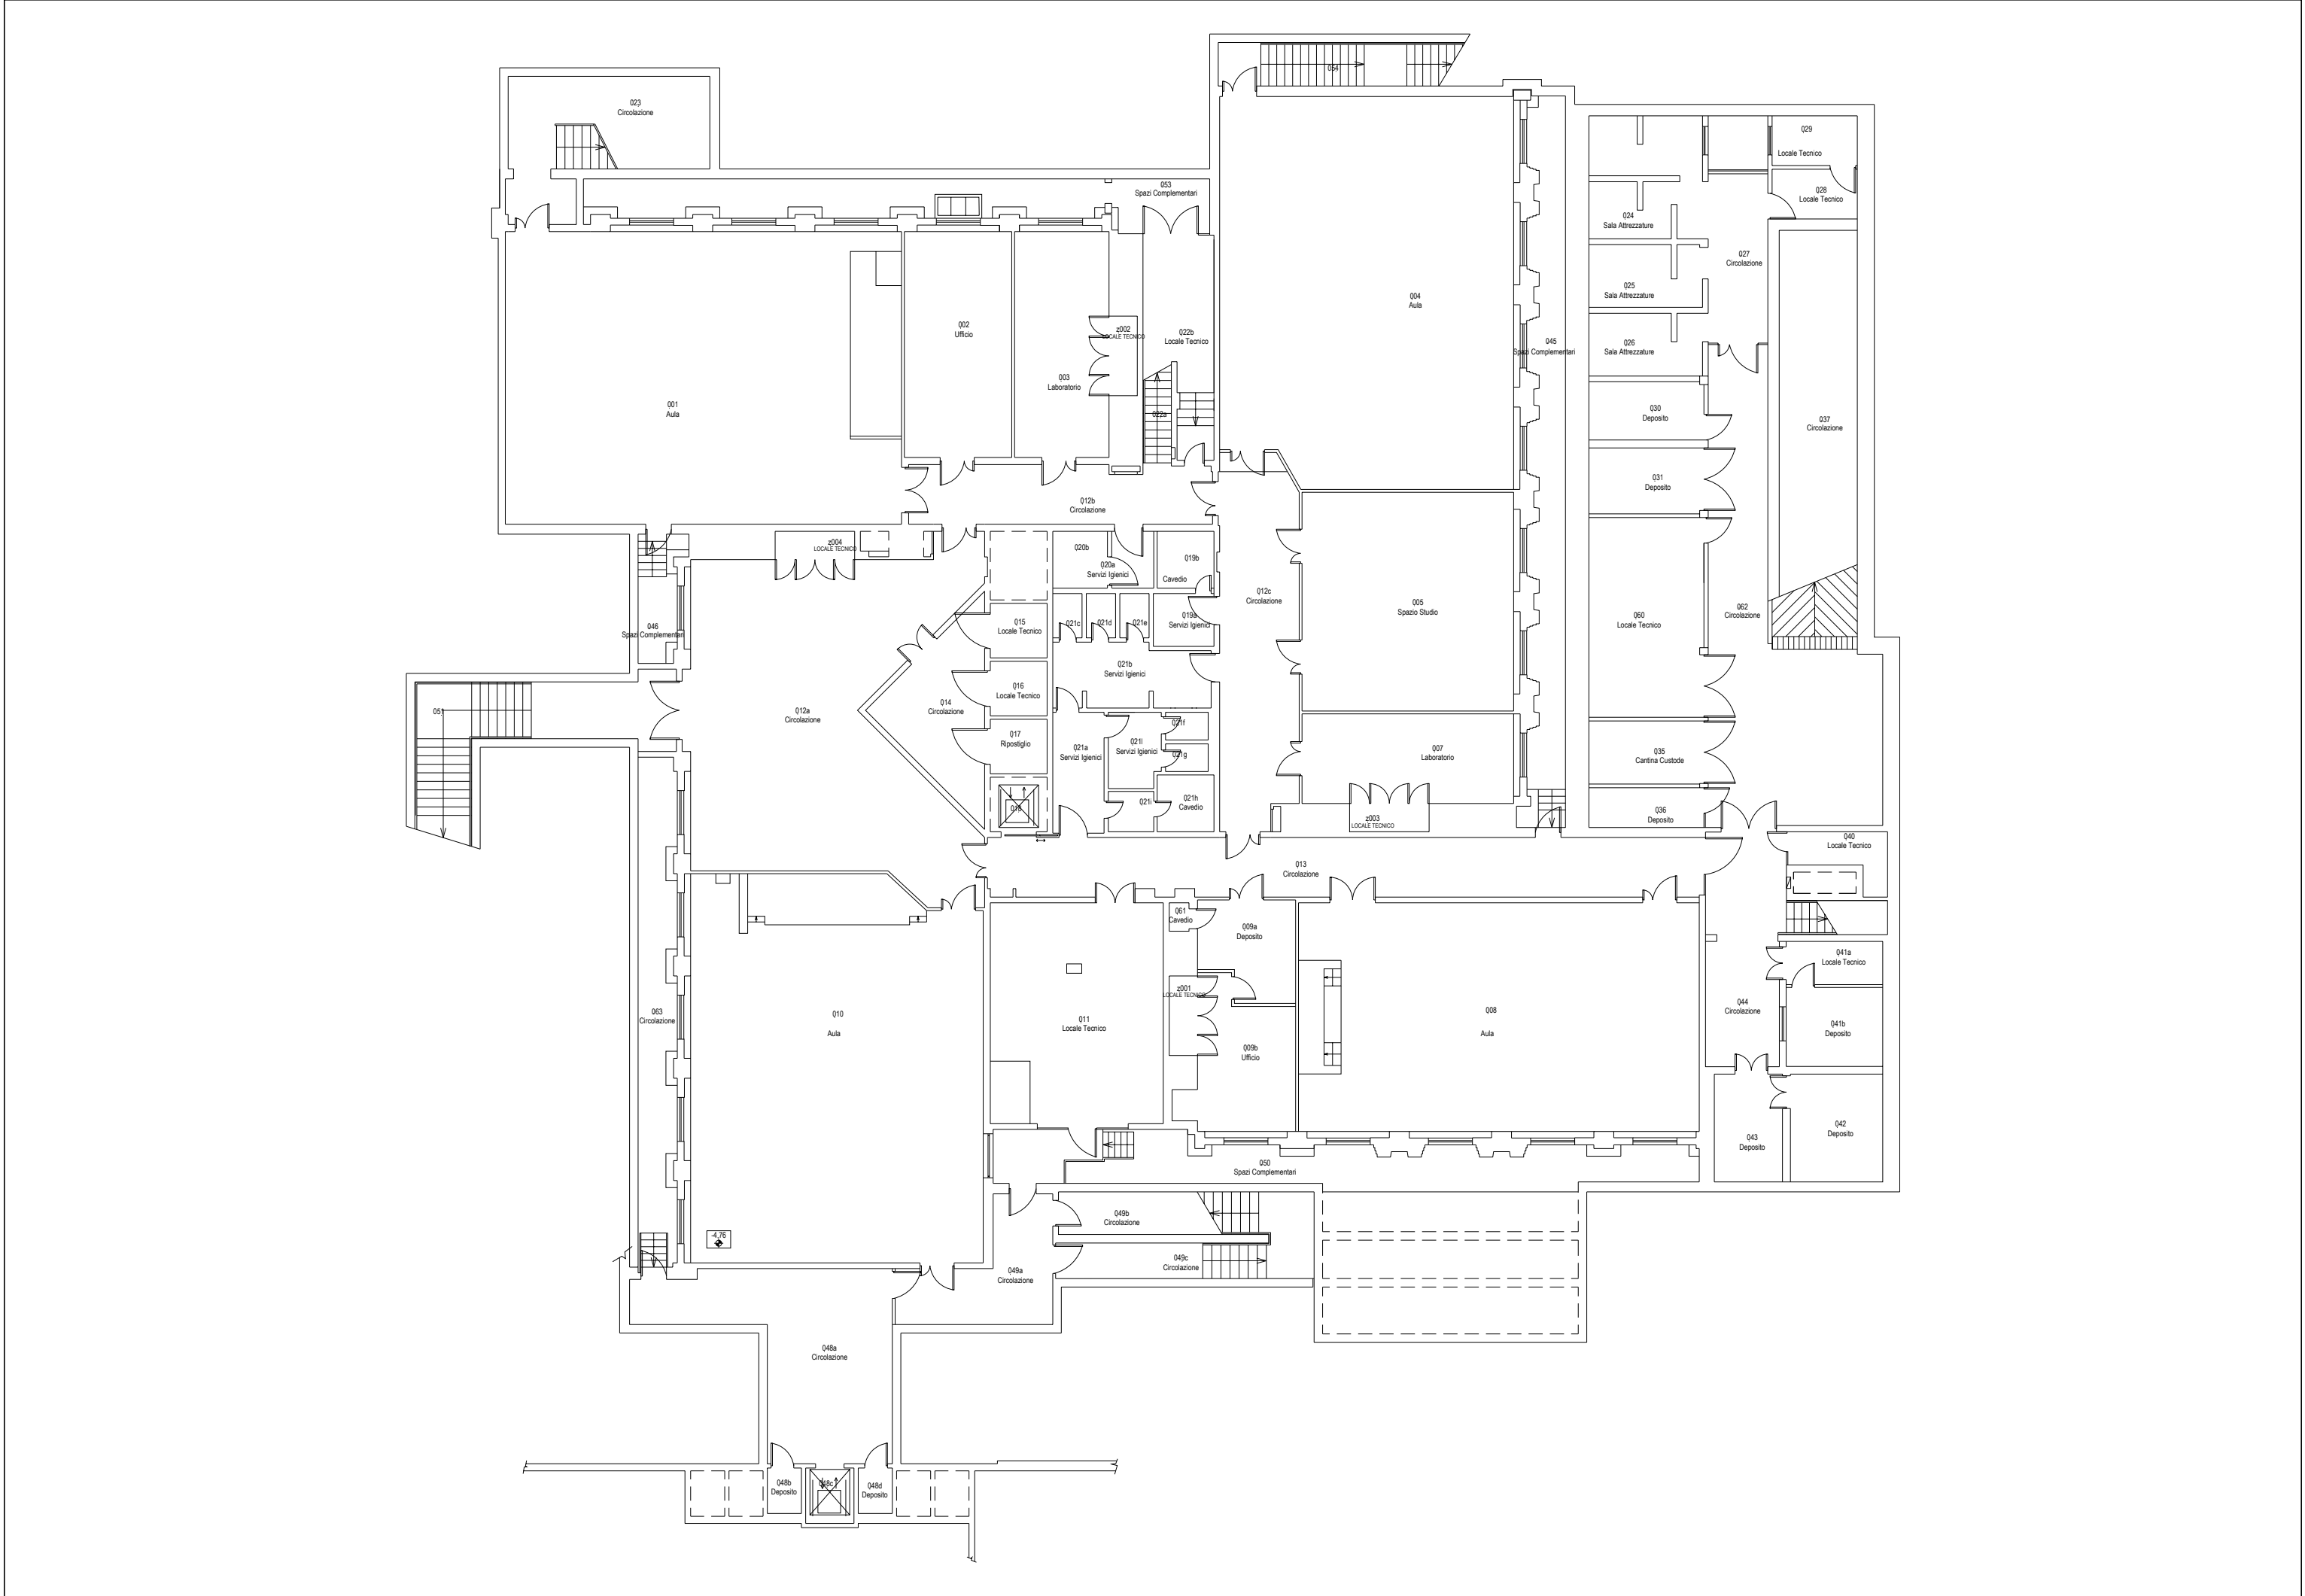 054
023
Circolazione
029
Locale Tecnico
053
Spazi Complementari
028
Locale Tecnico
024
Sala Attrezzature
027
Circolazione
025
Sala Attrezzature
004
Aula
002
Ufficio
z002
LOCALE TECNICO
022b
Locale Tecnico
045
Spazi Complementari
026
Sala Attrezzature
003
Laboratorio
001
Aula
022a
030
Deposito
037
Circolazione
031
Deposito
012b
Circolazione
z004
LOCALE TECNICO
020b
020a
Servizi Igienici
019b
Cavedio
012c
Circolazione
005
Spazio Studio
060
Locale Tecnico
062
Circolazione
046
Spazi Complementari
015
Locale Tecnico
021c
021d
021e
019a
Servizi Igienici
021b
Servizi Igienici
016
Locale Tecnico
051
012a
Circolazione
014
Circolazione
017
Ripostiglio
021a
Servizi Igienici
021l
Servizi Igienici
021f
021g
007
Laboratorio
035
Cantina Custode
018
021i
021h
Cavedio
z003
LOCALE TECNICO
036
Deposito
040
Locale Tecnico
013
Circolazione
061
Cavedio
009a
Deposito
041a
Locale Tecnico
z001
LOCALE TECNICO
063
Circolazione
010
Aula
011
Locale Tecnico
009b
Ufficio
008
Aula
044
Circolazione
041b
Deposito
043
Deposito
042
Deposito
050
Spazi Complementari
-4,76
049b
Circolazione
049c
Circolazione
049a
Circolazione
048a
Circolazione
048b
Deposito
048c
048d
Deposito